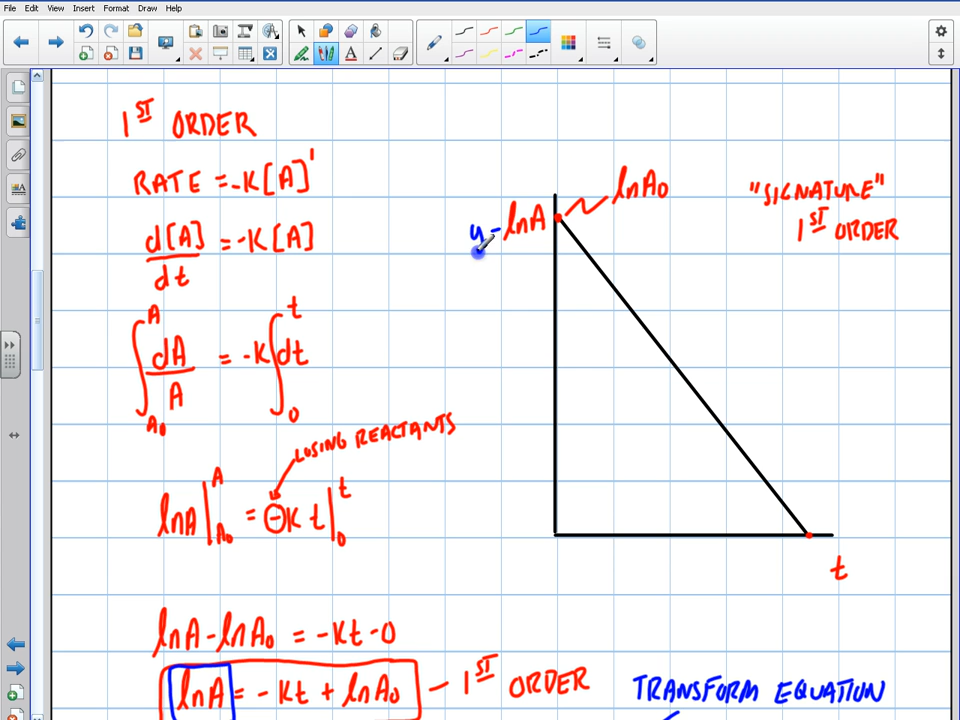 File Edit View Insert Format Draw Help
1ST ORDER
RATE = -K[A]¹
d[A]/dt = -K[A]
∫ A₀ A dA/A = -K ∫ 0 t dt
LOSING REACTANTS
lnA | A₀ A = -K t | 0 t
lnA - lnA₀ = -Kt - 0
lnA = -Kt + lnA₀ - 1ST ORDER
y = lnA
lnA₀
"SIGNATURE"
1ST ORDER
t
TRANSFORM EQUATION